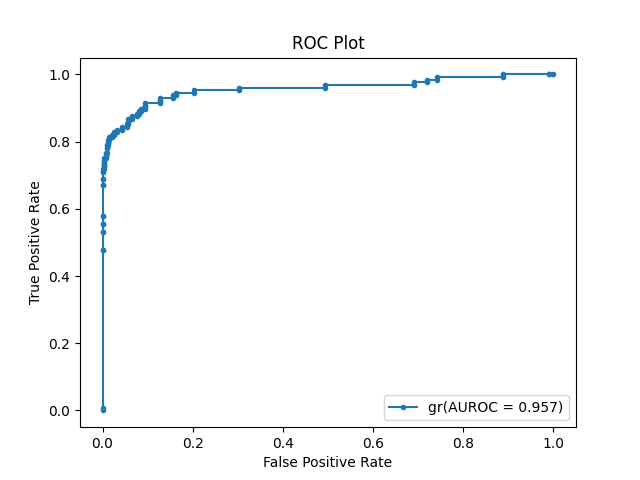 ROC Plot
True Positive Rate
1.0
0.8
0.6
0.4
0.2
0.0
gr(AUROC = 0.957)
0.0 0.2 0.4 0.6 0.8 1.0
False Positive Rate